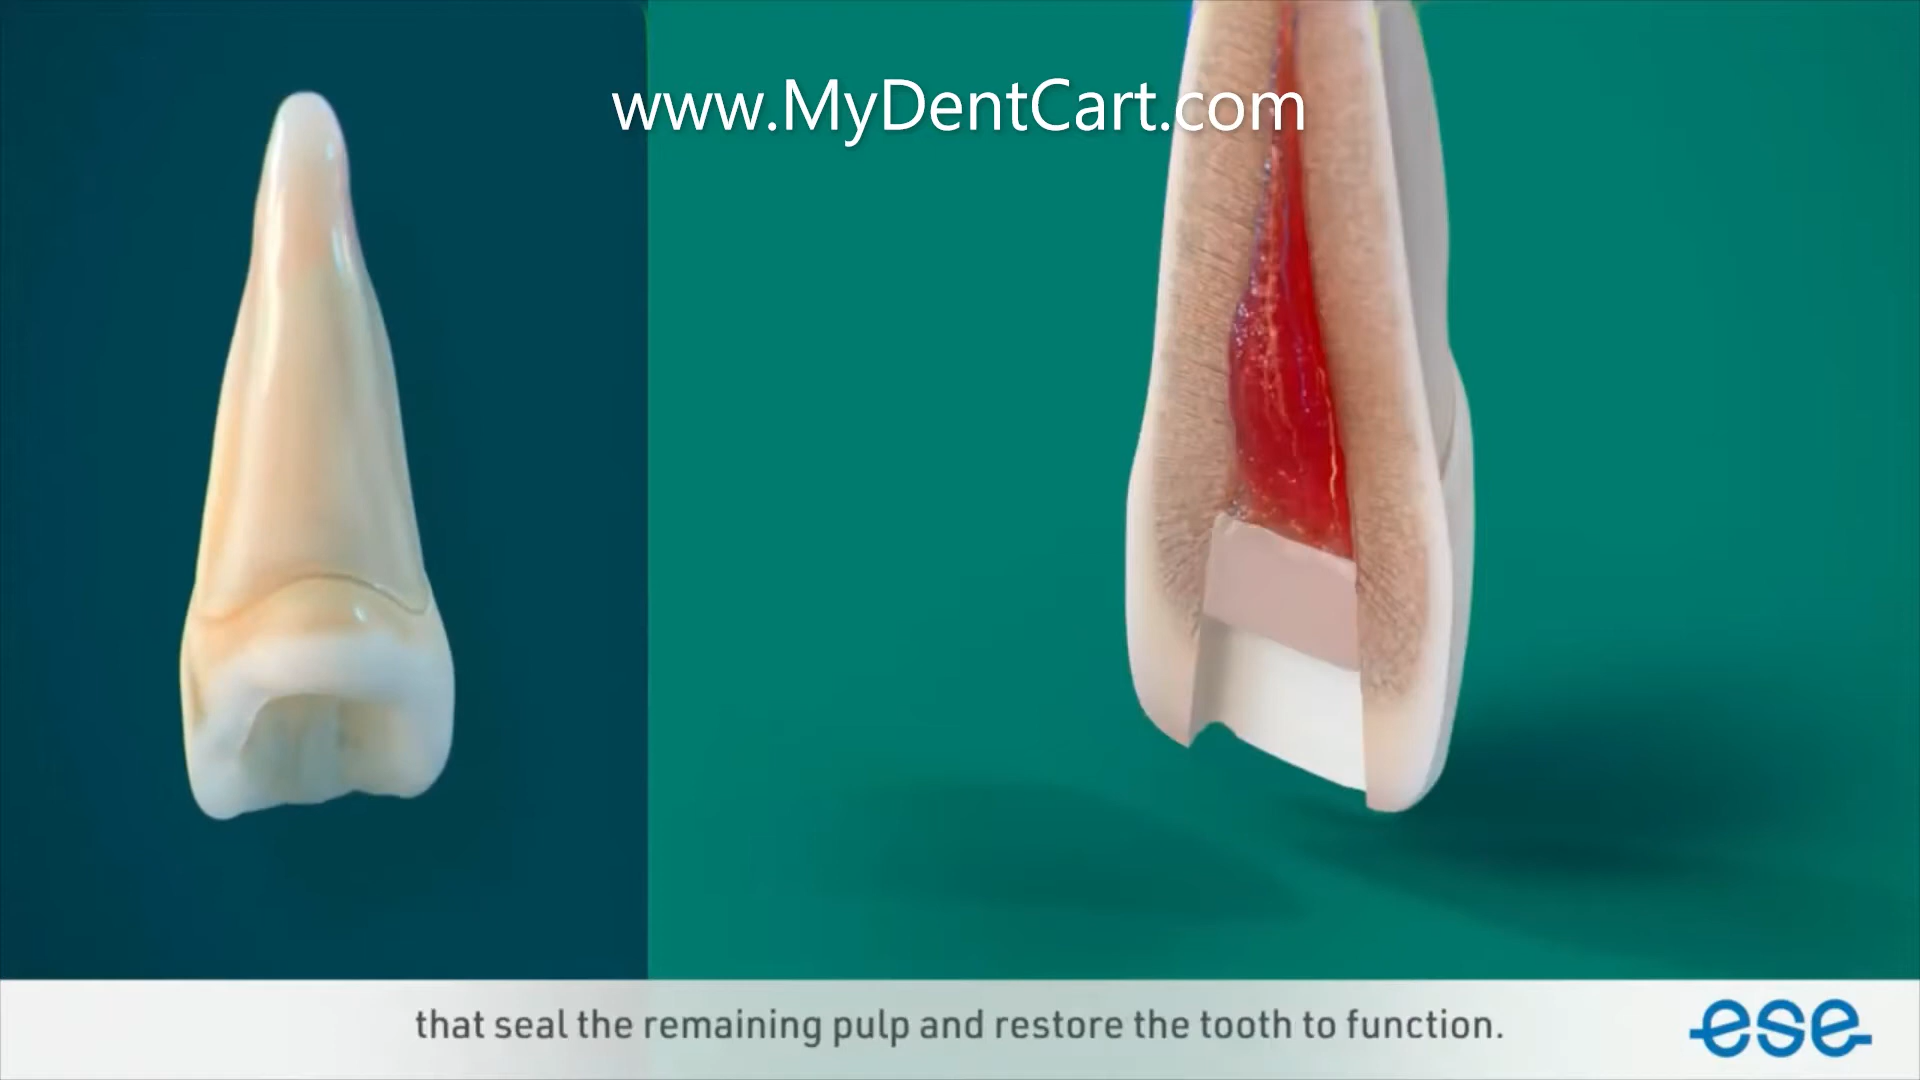 www.MyDentCart.com
that seal the remaining pulp and restore the tooth to function.
ese